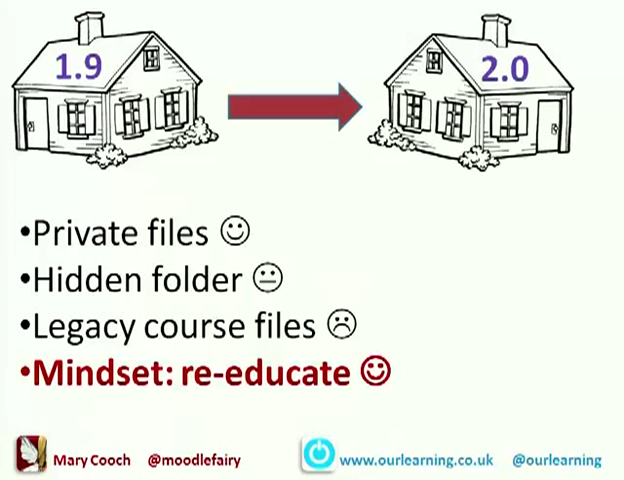 1.9
2.0
•Private files ☺
•Hidden folder 😐
•Legacy course files ☹
•Mindset: re-educate ☺
Mary Cooch @moodlefairy www.ourlearning.co.uk @ourlearning